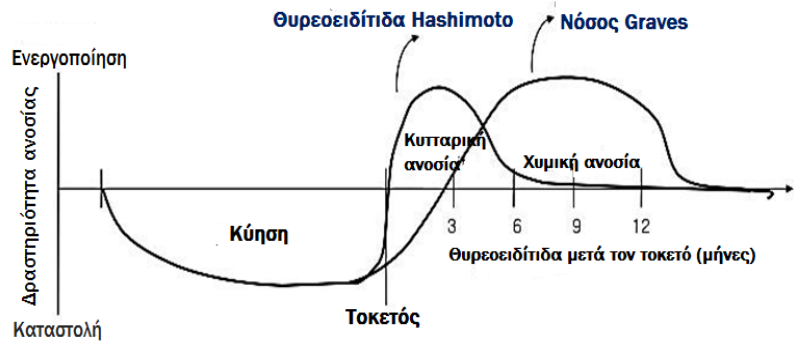 Θυρεοειδίτιδα Hashimoto
Νόσος Graves
Ενεργοποίηση
Δραστηριότητα ανοσίας
Κυτταρική
ανοσία
Χυμική ανοσία
Κύηση
3 6 9 12
Θυρεοειδίτιδα μετά τον τοκετό (μήνες)
Τοκετός
Καταστολή